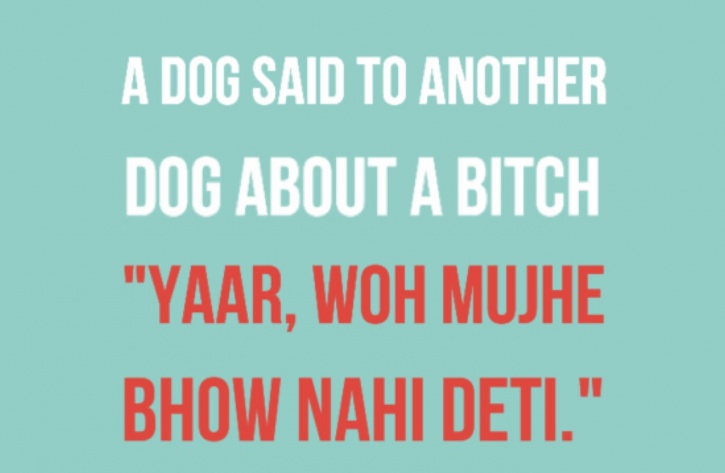 A DOG SAID TO ANOTHER
DOG ABOUT A BITCH
"YAAR, WOH MUJHE
BHOW NAHI DETI."